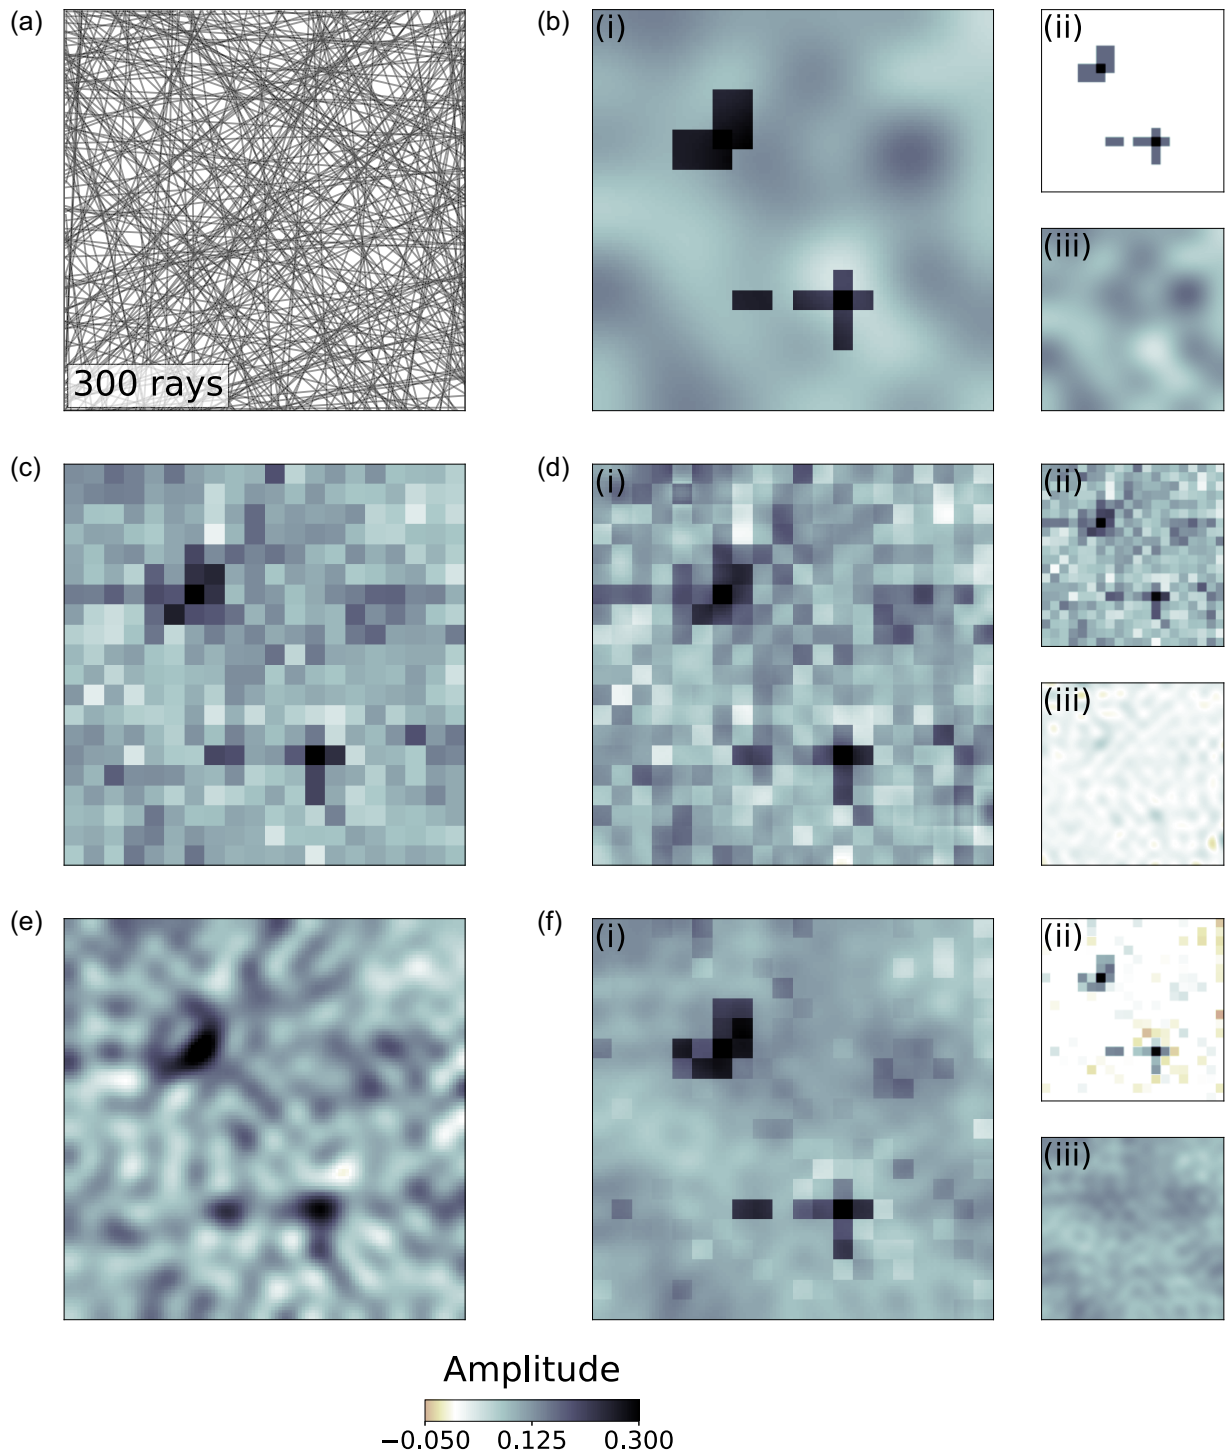 (a)
300 rays
(b)
(i)
(ii)
(iii)
(c)
(d)
(i)
(ii)
(iii)
(e)
(f)
(i)
(ii)
(iii)
Amplitude
−0.050 0.125 0.300